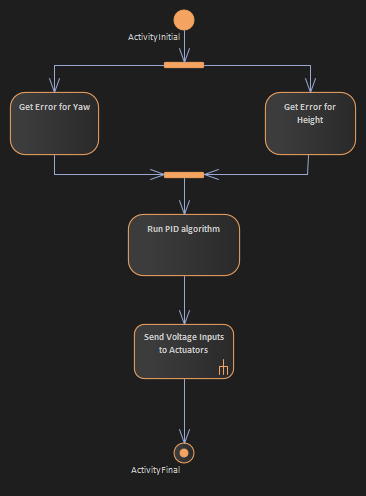 ActivityInitial
Get Error for Yaw
Get Error for
Height
Run PID algorithm
Send Voltage Inputs
to Actuators
ActivityFinal